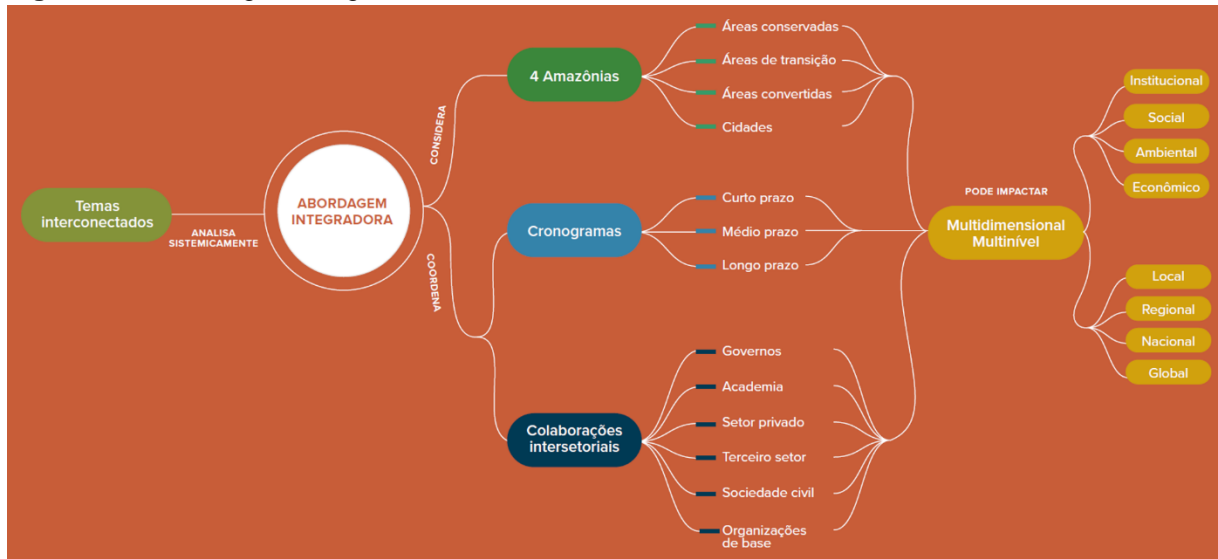 Temas
interconectados
ANALISA
SISTEMICAMENTE
ABORDAGEM
INTEGRADORA
CONSIDERA
COORDENA
4 Amazônias
Áreas conservadas
Áreas de transição
Áreas convertidas
Cidades
Cronogramas
Curto prazo
Médio prazo
Longo prazo
Colaborações
intersetoriais
Governos
Academia
Setor privado
Terceiro setor
Sociedade civil
Organizações
de base
PODE IMPACTAR
Multidimensional
Multinível
Institucional
Social
Ambiental
Econômico
Local
Regional
Nacional
Global